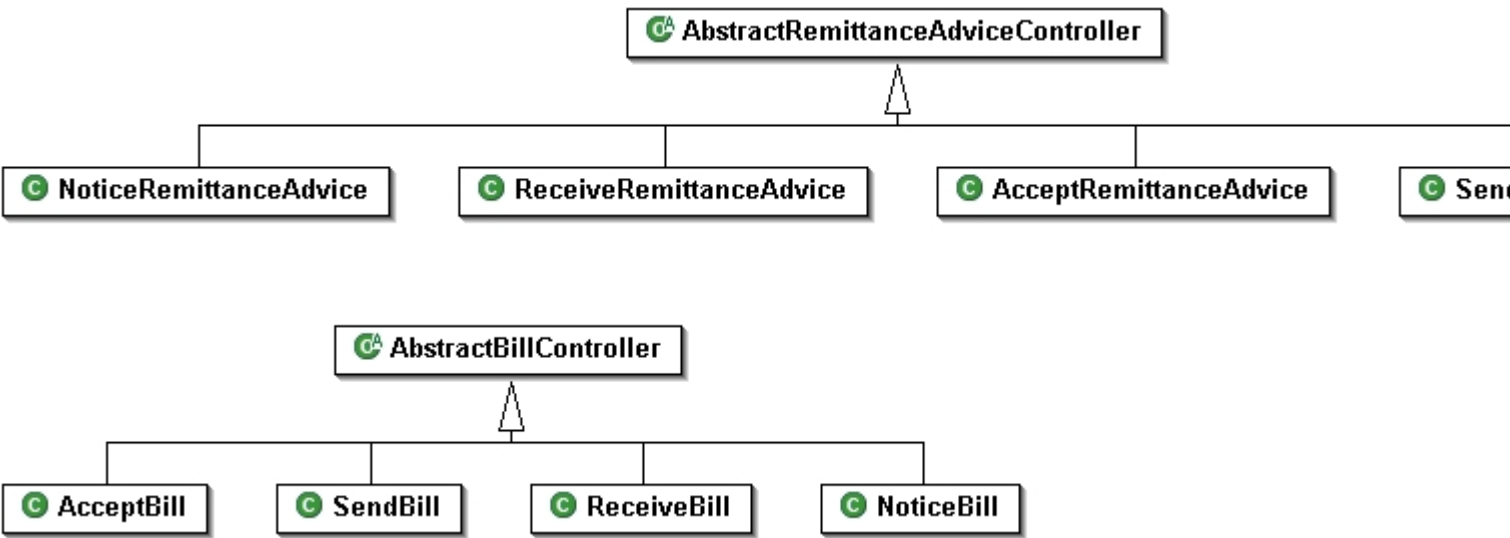 AbstractRemittanceAdviceController
NoticeRemittanceAdvice
ReceiveRemittanceAdvice
AcceptRemittanceAdvice
AbstractBillController
AcceptBill
SendBill
ReceiveBill
NoticeBill